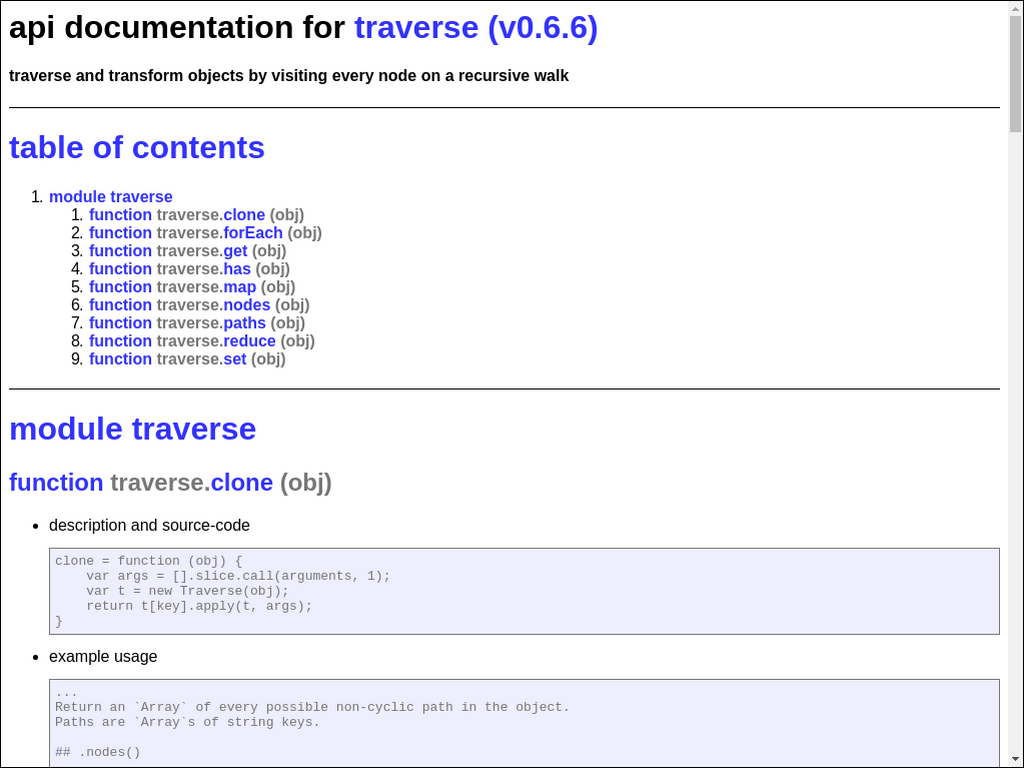 api documentation for traverse (v0.6.6)
traverse and transform objects by visiting every node on a recursive walk
table of contents
1. module traverse
1. function traverse.clone (obj)
2. function traverse.forEach (obj)
3. function traverse.get (obj)
4. function traverse.has (obj)
5. function traverse.map (obj)
6. function traverse.nodes (obj)
7. function traverse.paths (obj)
8. function traverse.reduce (obj)
9. function traverse.set (obj)
module traverse
function traverse.clone (obj)
• description and source-code
clone = function (obj) {
    var args = [].slice.call(arguments, 1);
    var t = new Traverse(obj);
    return t[key].apply(t, args);
}
• example usage
...
Return an `Array` of every possible non-cyclic path in the object.
Paths are `Array`s of string keys.
## .nodes()